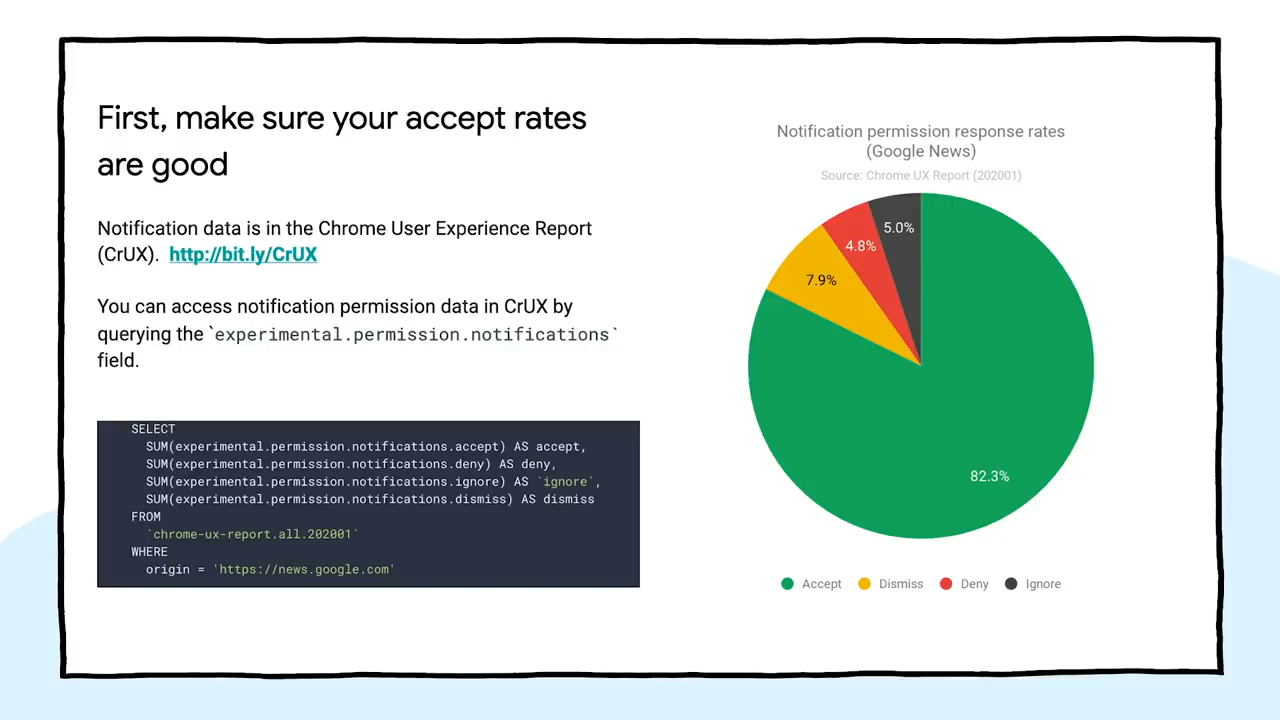 First, make sure your accept rates
are good
Notification data is in the Chrome User Experience Report
(CrUX).  http://bit.ly/CrUX
You can access notification permission data in CrUX by
querying the `experimental.permission.notifications`
field.
SELECT
SUM(experimental.permission.notifications.accept) AS accept,
SUM(experimental.permission.notifications.deny) AS deny,
SUM(experimental.permission.notifications.ignore) AS `ignore`,
SUM(experimental.permission.notifications.dismiss) AS dismiss
FROM
`chrome-ux-report.all.202001`
WHERE
origin = 'https://news.google.com'
Notification permission response rates
(Google News)
Source: Chrome UX Report (202001)
5.0%
4.8%
7.9%
82.3%
Accept Dismiss Deny Ignore